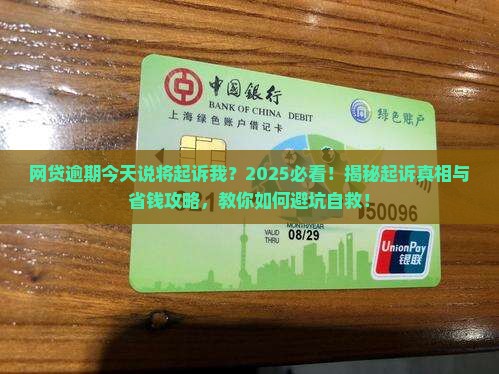 中国银行
BANK OF CHINA DEBIT
上海绿色账户借记卡
绿色账户
网贷逾期今天说将起诉我？2025必看！揭秘起诉真相与
省钱攻略，教你如何避坑自救！
50096
MONTH/YEAR
VALID
THRU
08/29
UnionPay
银联